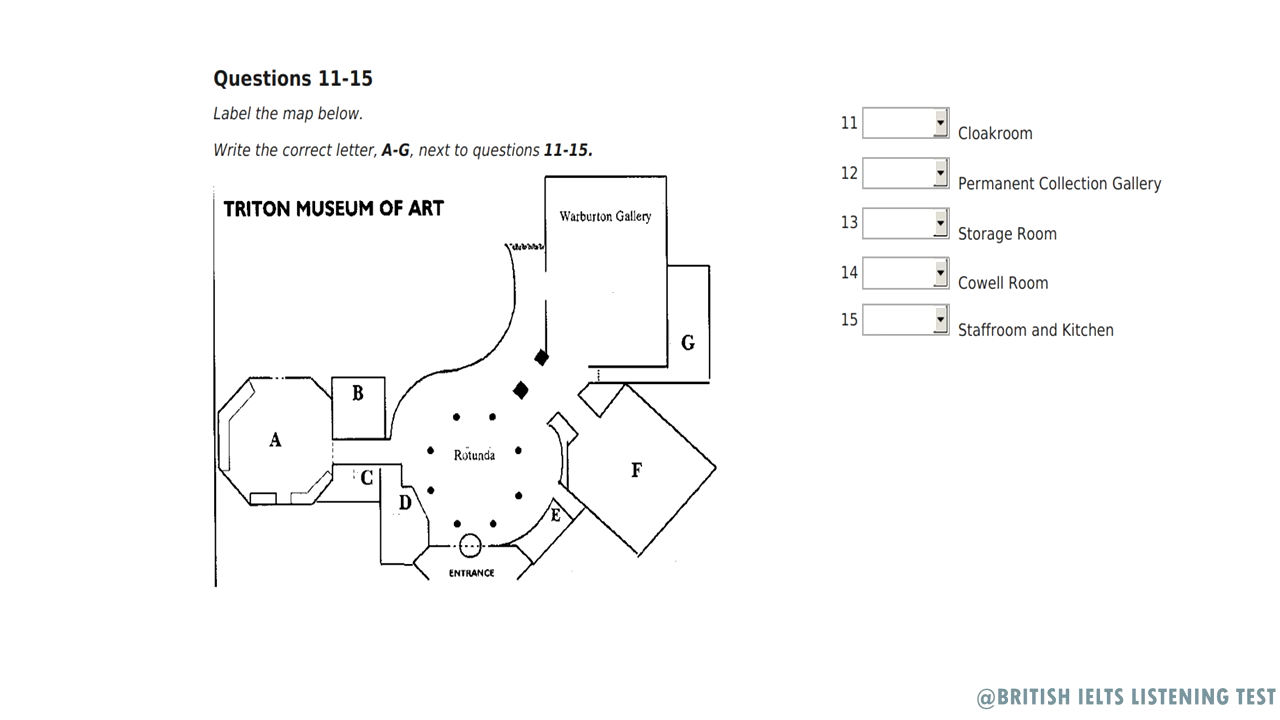 Questions 11-15
Label the map below.
Write the correct letter, A-G, next to questions 11-15.
TRITON MUSEUM OF ART
Warburton Gallery
G
B
A
Rotunda
F
C
D
E
ENTRANCE
11 Cloakroom
12 Permanent Collection Gallery
13 Storage Room
14 Cowell Room
15 Staffroom and Kitchen
@BRITISH IELTS LISTENING TEST